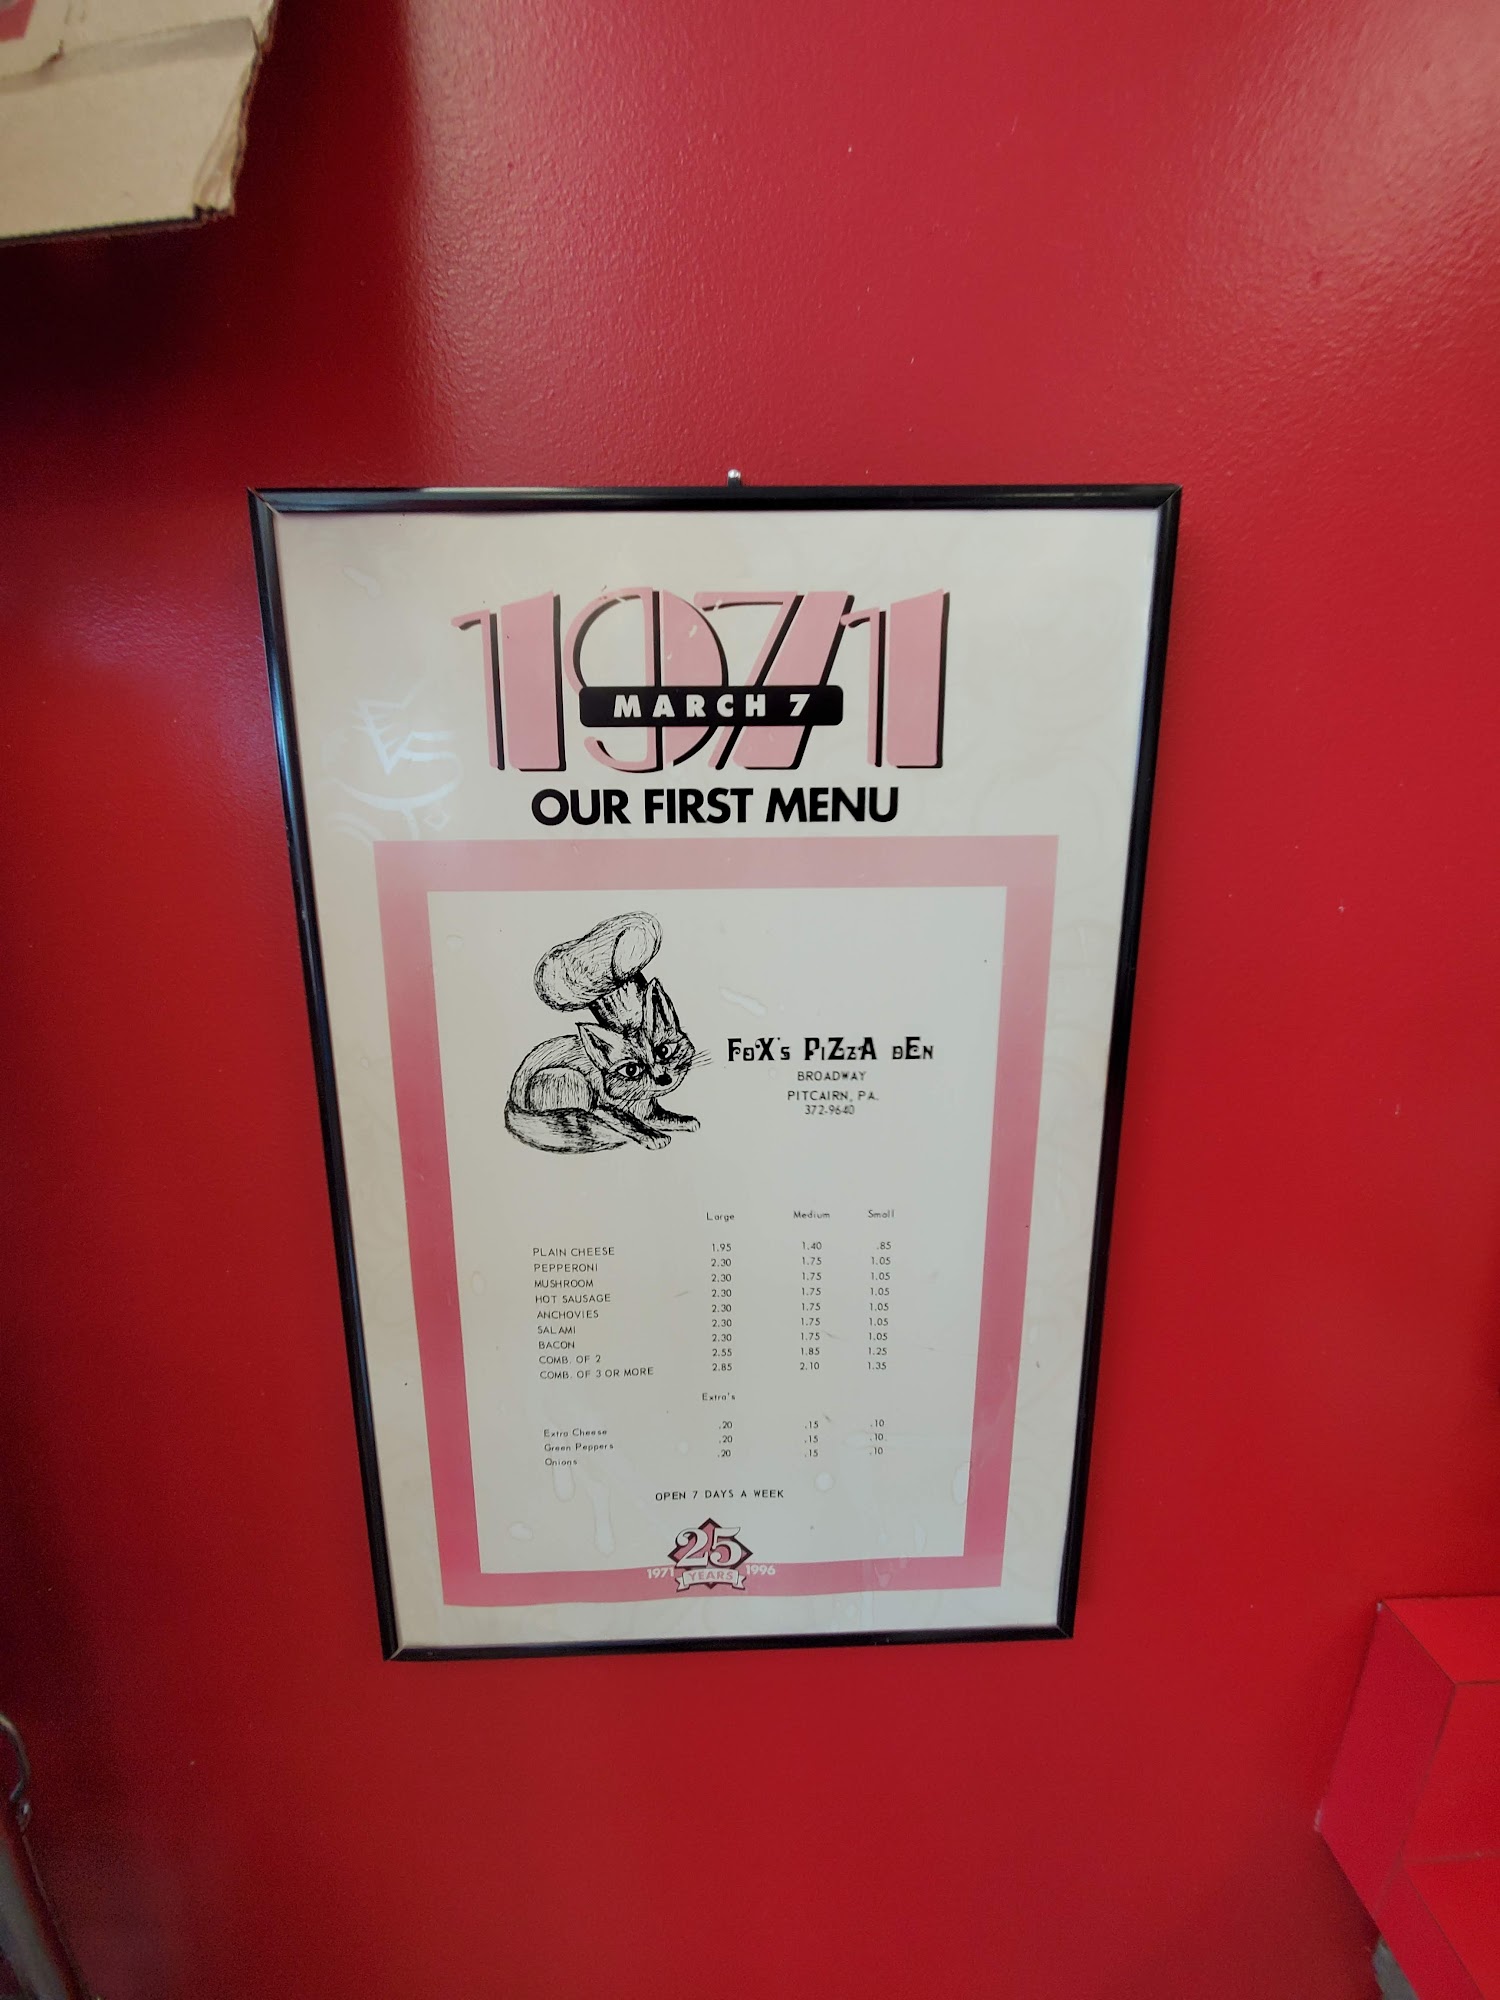 1971
MARCH 7
OUR FIRST MENU
FoX's PiZzA DEN
BROADWAY
PITCAIRN, PA.
372-9640
Large Medium Small
PLAIN CHEESE 1.95 1.40 .85
PEPPERONI 2.30 1.75 1.05
MUSHROOM 2.30 1.75 1.05
HOT SAUSAGE 2.30 1.75 1.05
ANCHOVIES 2.30 1.75 1.05
SALAMI 2.30 1.75 1.05
BACON 2.30 1.75 1.05
COMB. OF 2 2.55 1.85 1.25
COMB. OF 3 OR MORE 2.85 2.10 1.35
Extra's
Extra Cheese .20 .15 .10
Green Peppers .20 .15 .10
Onions .20 .15 .10
OPEN 7 DAYS A WEEK
25
1971 YEARS 1996